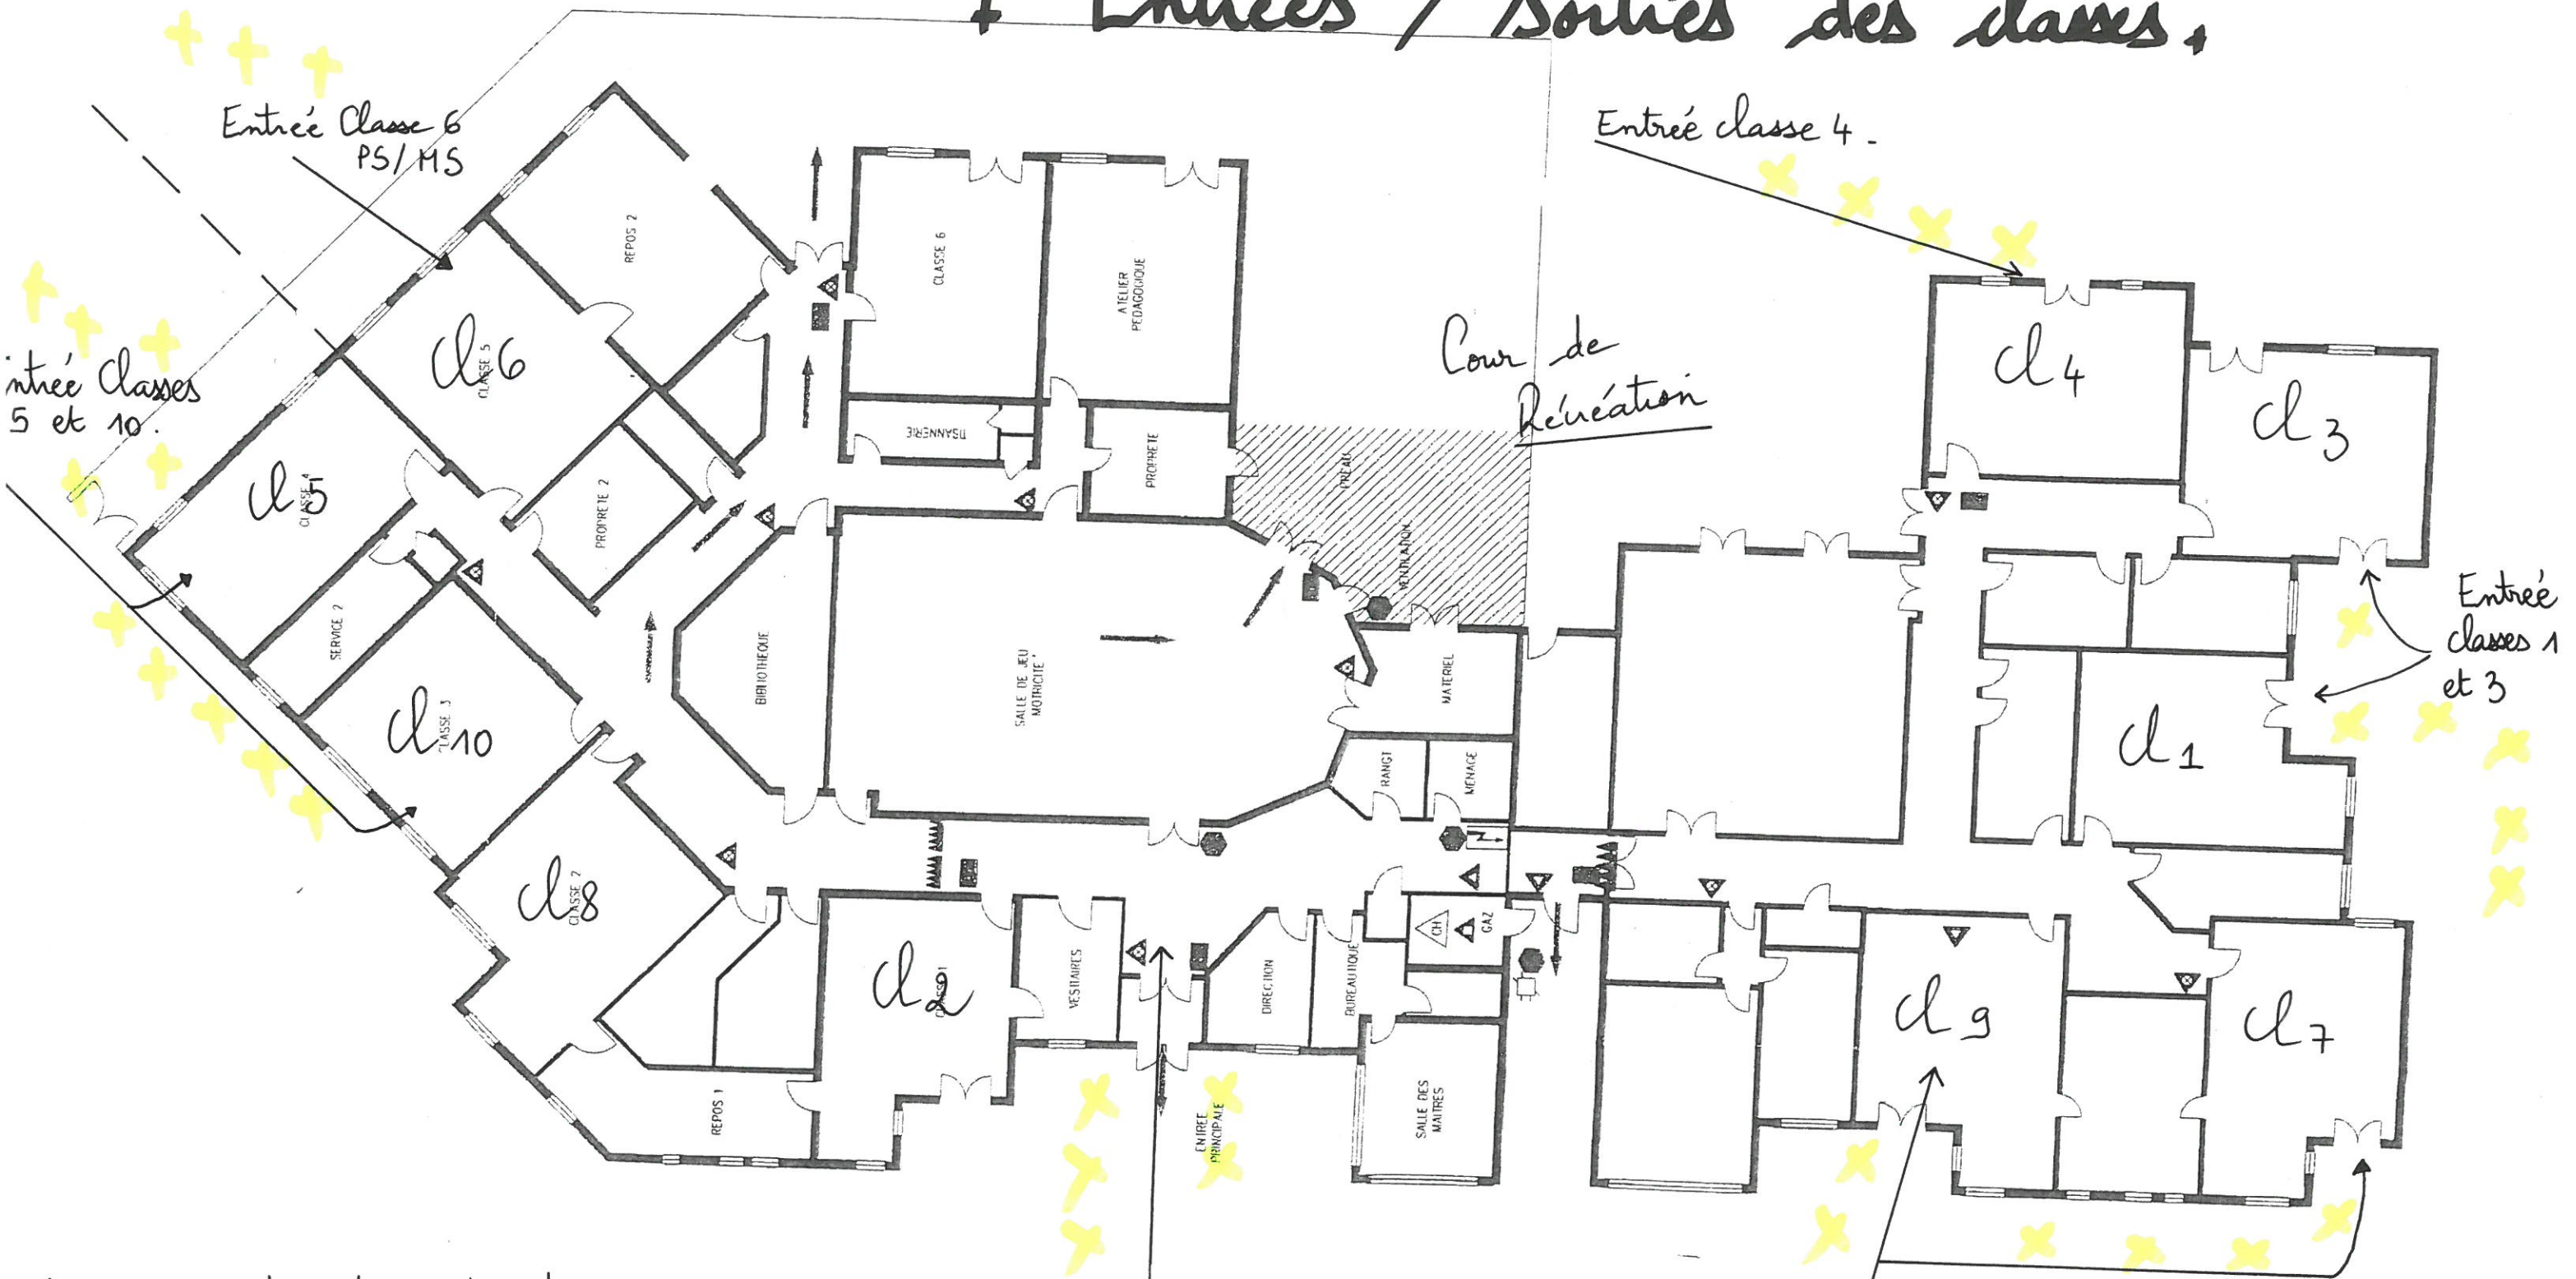 + Entrées / Sorties des classes.
Entrée Classe 6
PS/MS
Entrée classe 4.
REPOS 2
CLASSE 6
ATELIER
PEDAGOGIQUE
Cour de
Récréation
Cl 4
Cl 3
Cl 6
CLASSE 5
ntrée Classes
5 et 10.
TISANNERIE
PROPRETE
PREAU
VENTILATION
Cl 5
CLASSE 4
PROPRETE 2
Entrée
classes 1
et 3
SERVICE 2
BIBLIOTHEQUE
SALLE DE JEU
MOTRICITE
MATERIEL
Cl 10
CLASSE 3
RANGT
MENAGE
Cl 1
Cl 8
CLASSE 2
Cl 2
VESTIAIRES
DIRECTION
BUREAUTIQUE
CH
GAZ
Cl 9
Cl 7
REPOS 1
ENTREE
PRINCIPALE
SALLE DES
MAITRES